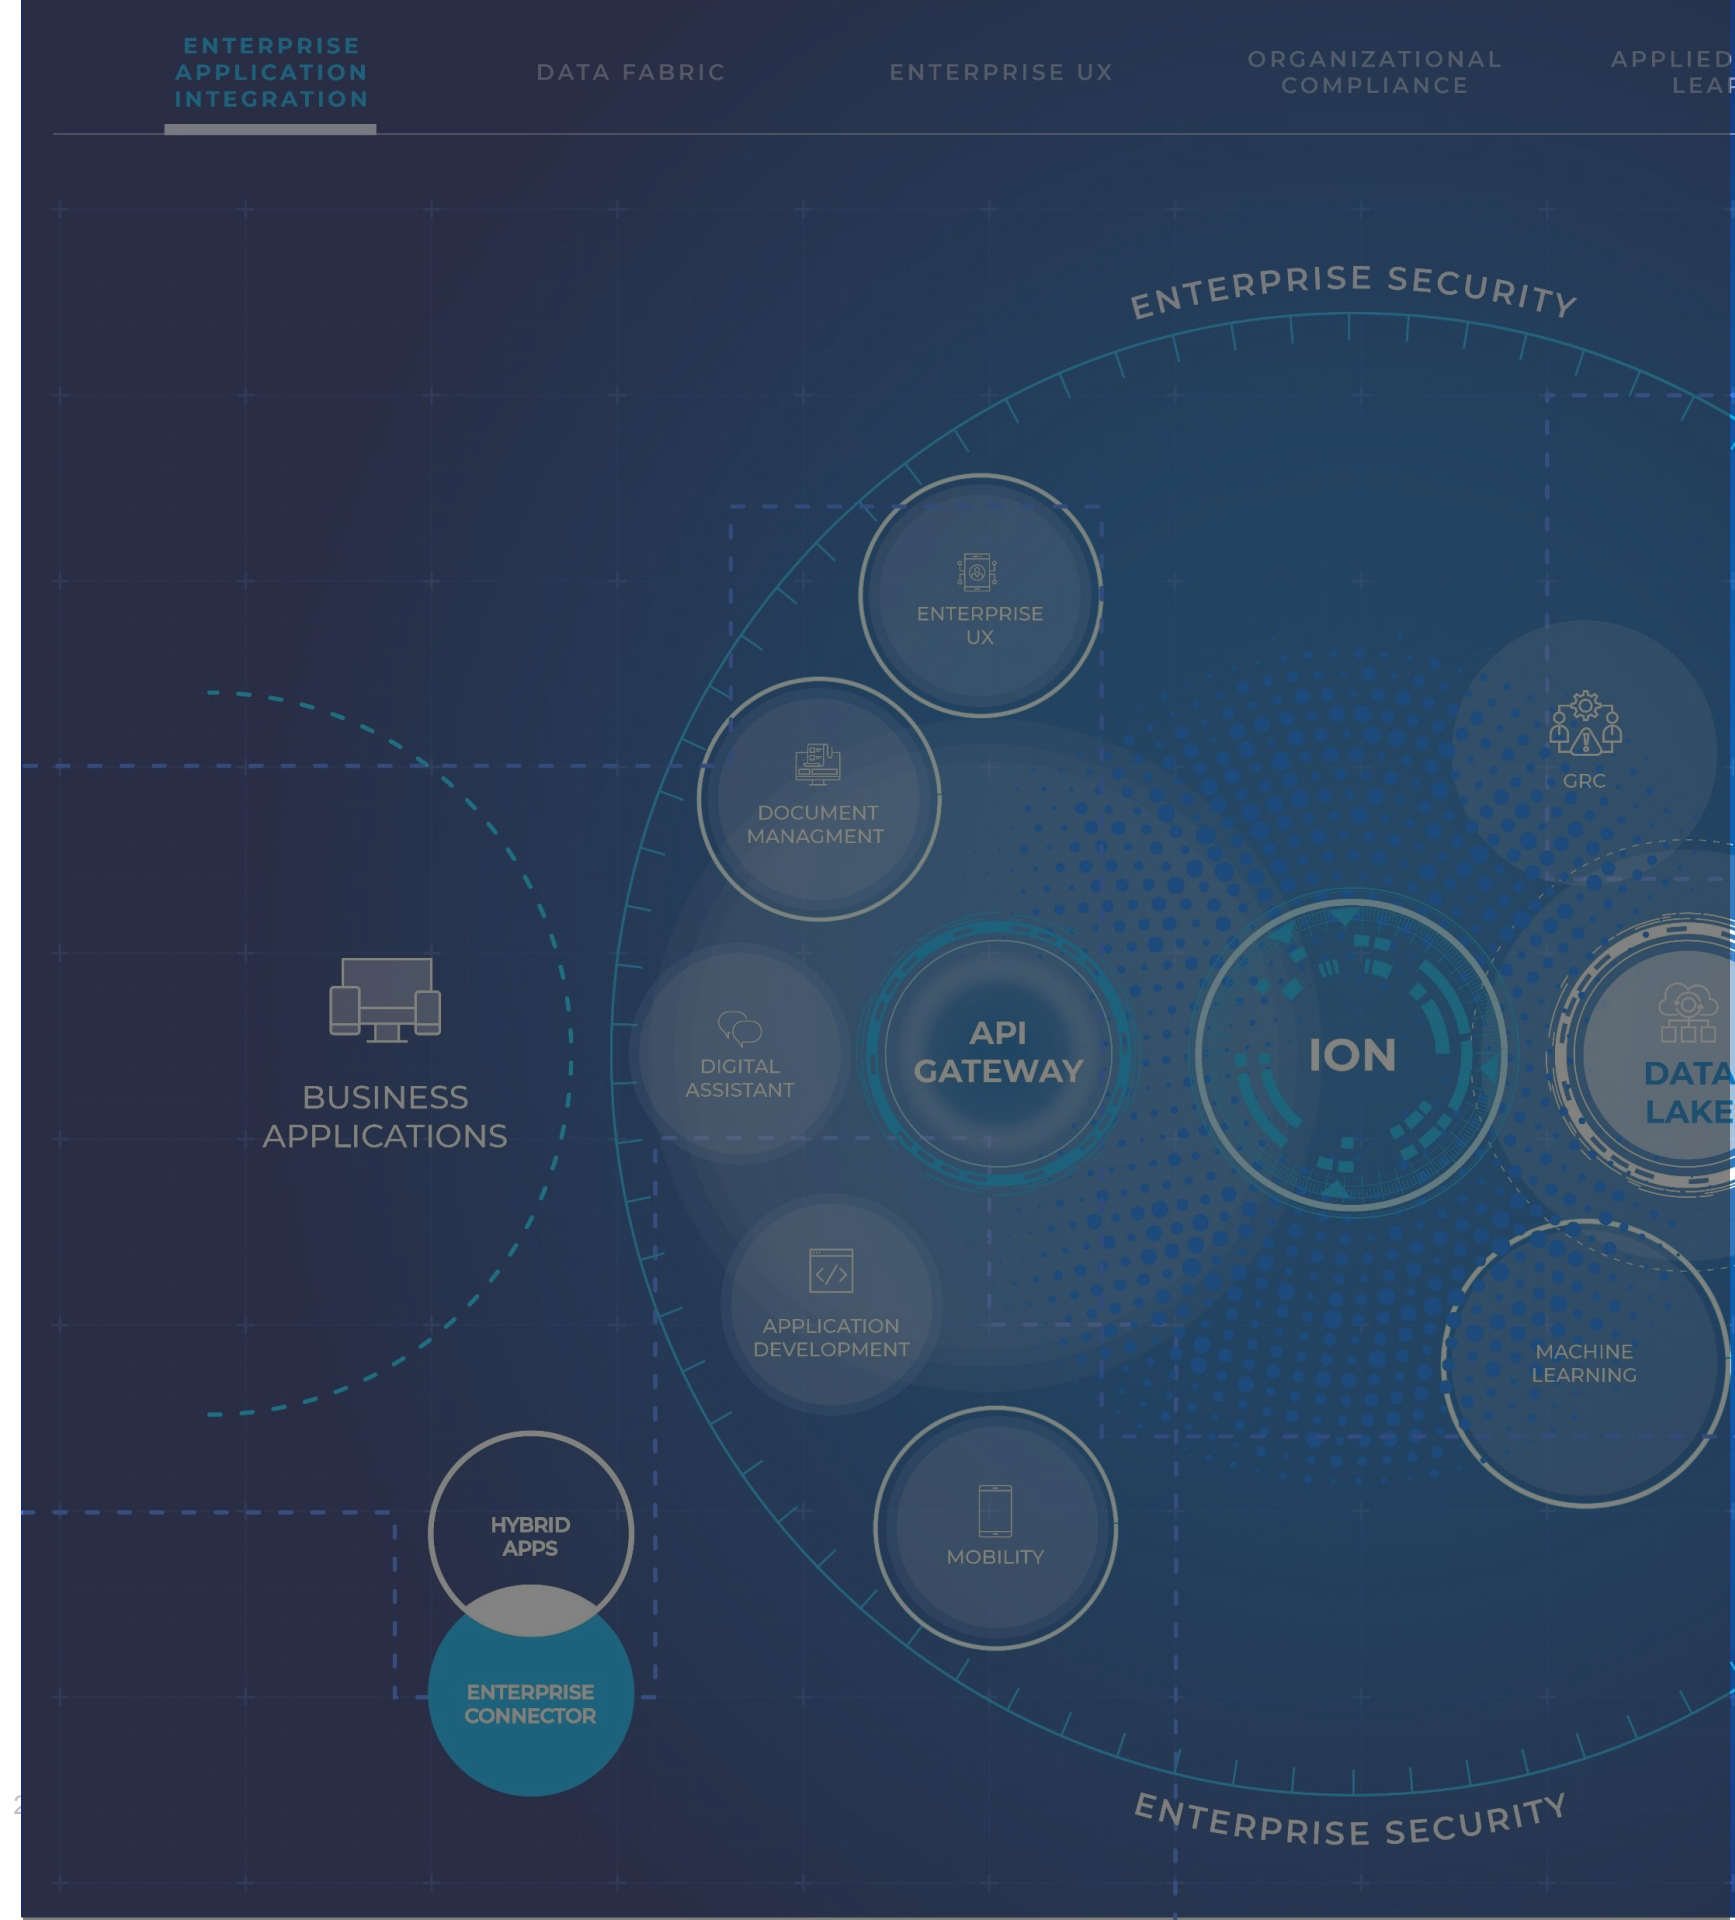 ENTERPRISE
APPLICATION
INTEGRATION
DATA FABRIC
ENTERPRISE UX
ORGANIZATIONAL
COMPLIANCE
APPLIED
ENTERPRISE SECURITY
ENTERPRISE
UX
GRC
DOCUMENT
MANAGMENT
DIGITAL
ASSISTANT
API
GATEWAY
ION
DATA
LAKE
BUSINESS
APPLICATIONS
APPLICATION
DEVELOPMENT
MACHINE
LEARNING
HYBRID
APPS
MOBILITY
ENTERPRISE
CONNECTOR
ENTERPRISE SECURITY